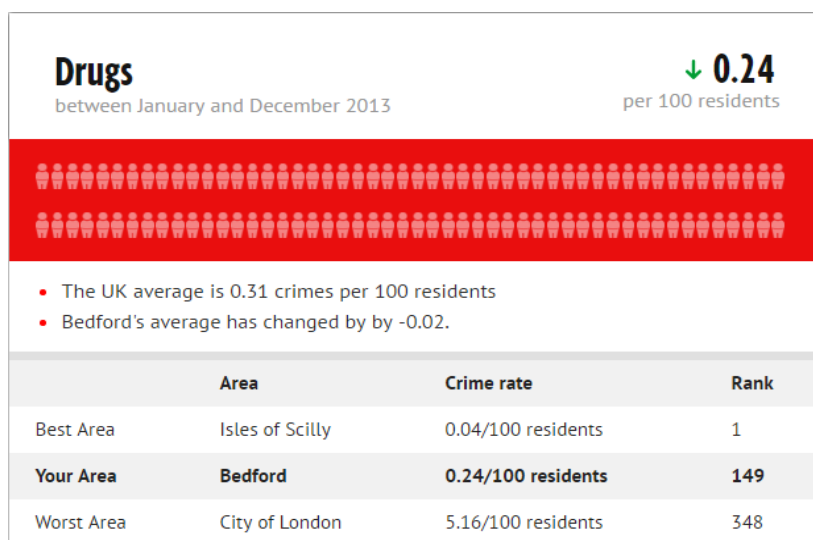 Drugs
↓ 0.24
between January and December 2013
per 100 residents
• The UK average is 0.31 crimes per 100 residents
• Bedford's average has changed by by -0.02.
Area Crime rate Rank
Best Area Isles of Scilly 0.04/100 residents 1
Your Area Bedford 0.24/100 residents 149
Worst Area City of London 5.16/100 residents 348